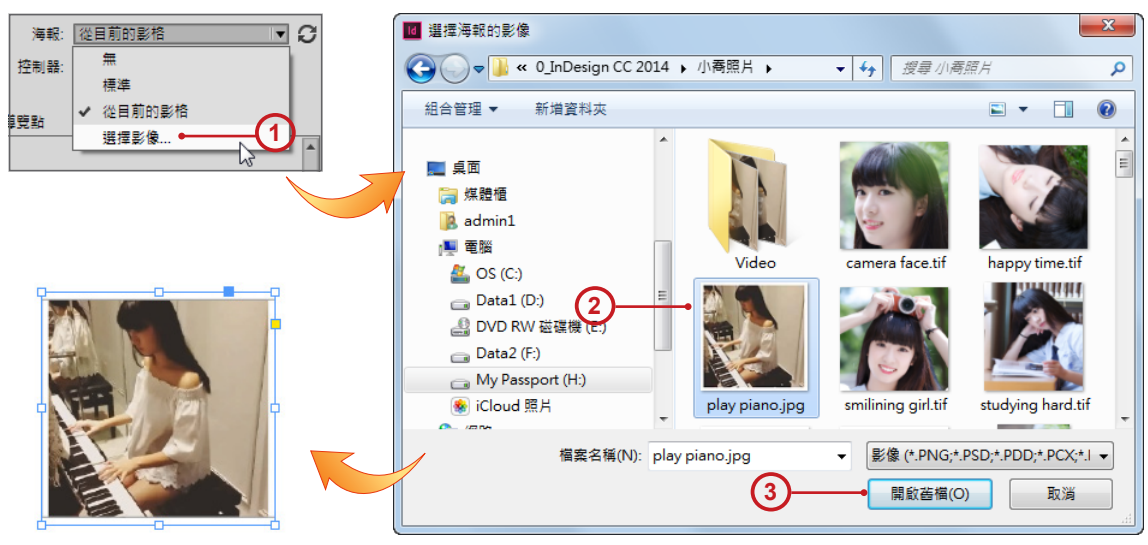 海報: 從目前的影格
無
控制器:
標準
從目前的影格
導覽點
選擇影像...
1
Id 選擇海報的影像
« 0_InDesign CC 2014 小喬照片
搜尋 小喬照片
組合管理 新增資料夾
桌面
媒體櫃
admin1
電腦
OS (C:)
Data1 (D:)
DVD RW 磁碟機 (E:)
Data2 (F:)
My Passport (H:)
iCloud 照片
Video
camera face.tif
happy time.tif
2
play piano.jpg
smilining girl.tif
studying hard.tif
檔案名稱(N): play piano.jpg
影像 (*.PNG;*.PSD;*.PDD;*.PCX;*.
3
開啟舊檔(O)
取消